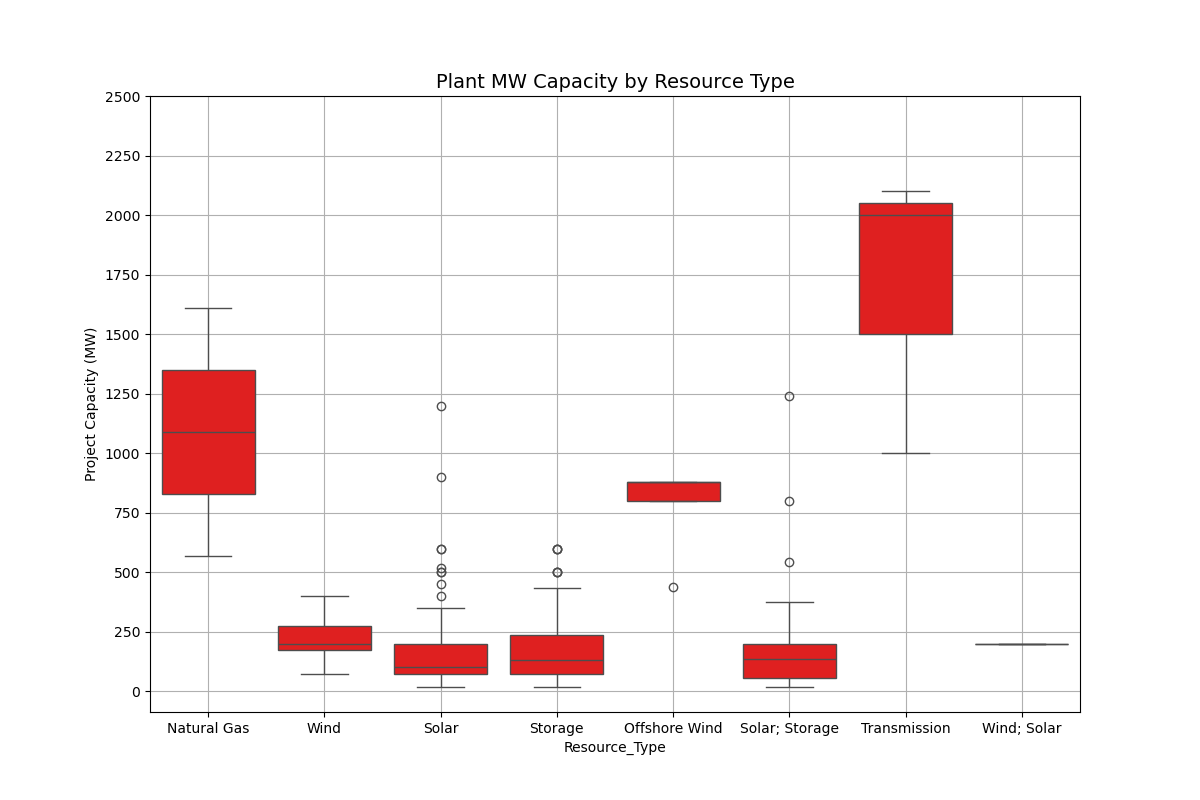 Plant MW Capacity by Resource Type
Project Capacity (MW)
2500
2250
2000
1750
1500
1250
1000
750
500
250
0
Natural Gas Wind Solar Storage Offshore Wind Solar; Storage Transmission Wind; Solar
Resource_Type